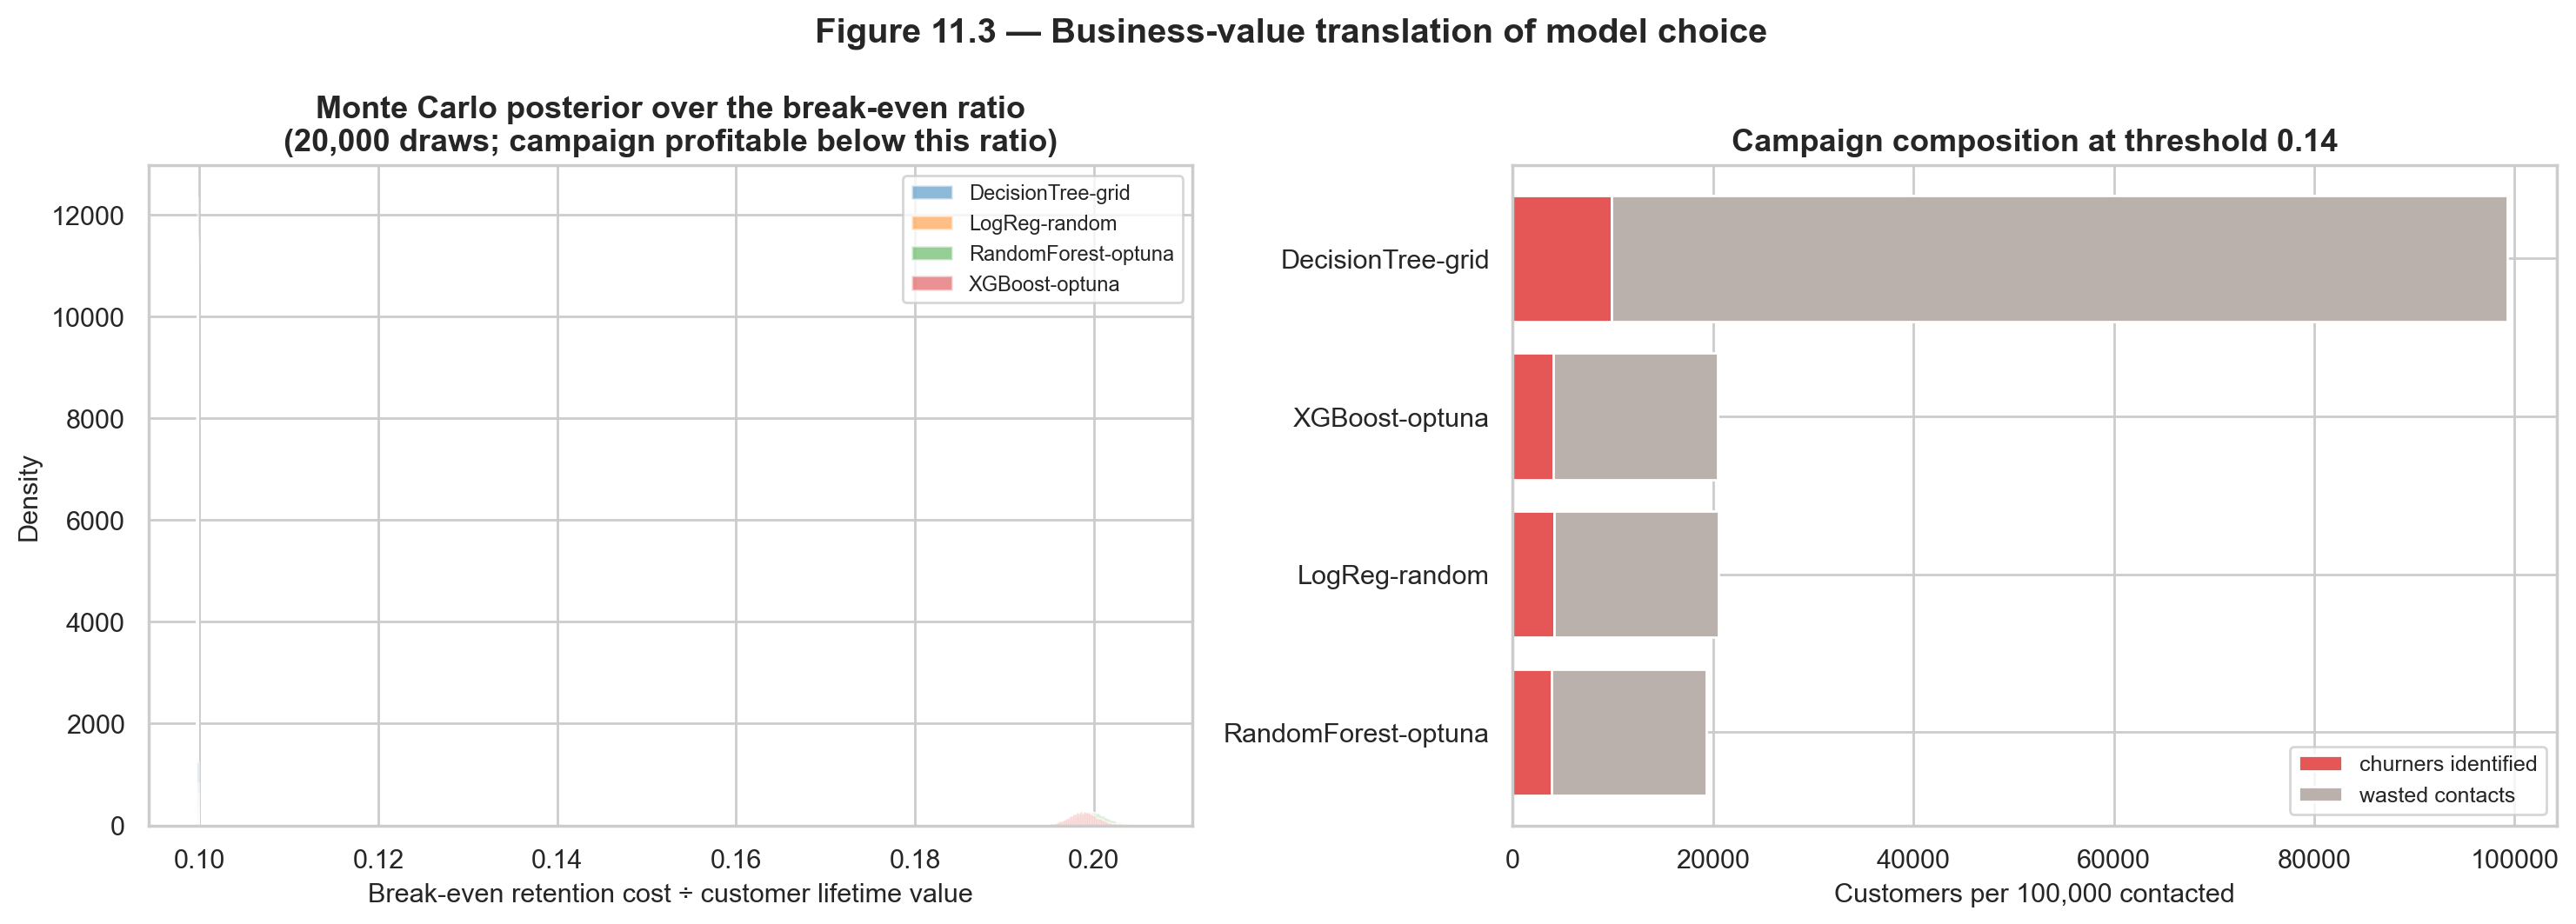 Figure 11.3 — Business-value translation of model choice
Monte Carlo posterior over the break-even ratio
(20,000 draws; campaign profitable below this ratio)
DecisionTree-grid
LogReg-random
RandomForest-optuna
XGBoost-optuna
12000
10000
8000
6000
4000
2000
0
Density
0.10
0.12
0.14
0.16
0.18
0.20
Break-even retention cost ÷ customer lifetime value
Campaign composition at threshold 0.14
DecisionTree-grid
XGBoost-optuna
LogReg-random
RandomForest-optuna
churners identified
wasted contacts
0
20000
40000
60000
80000
100000
Customers per 100,000 contacted